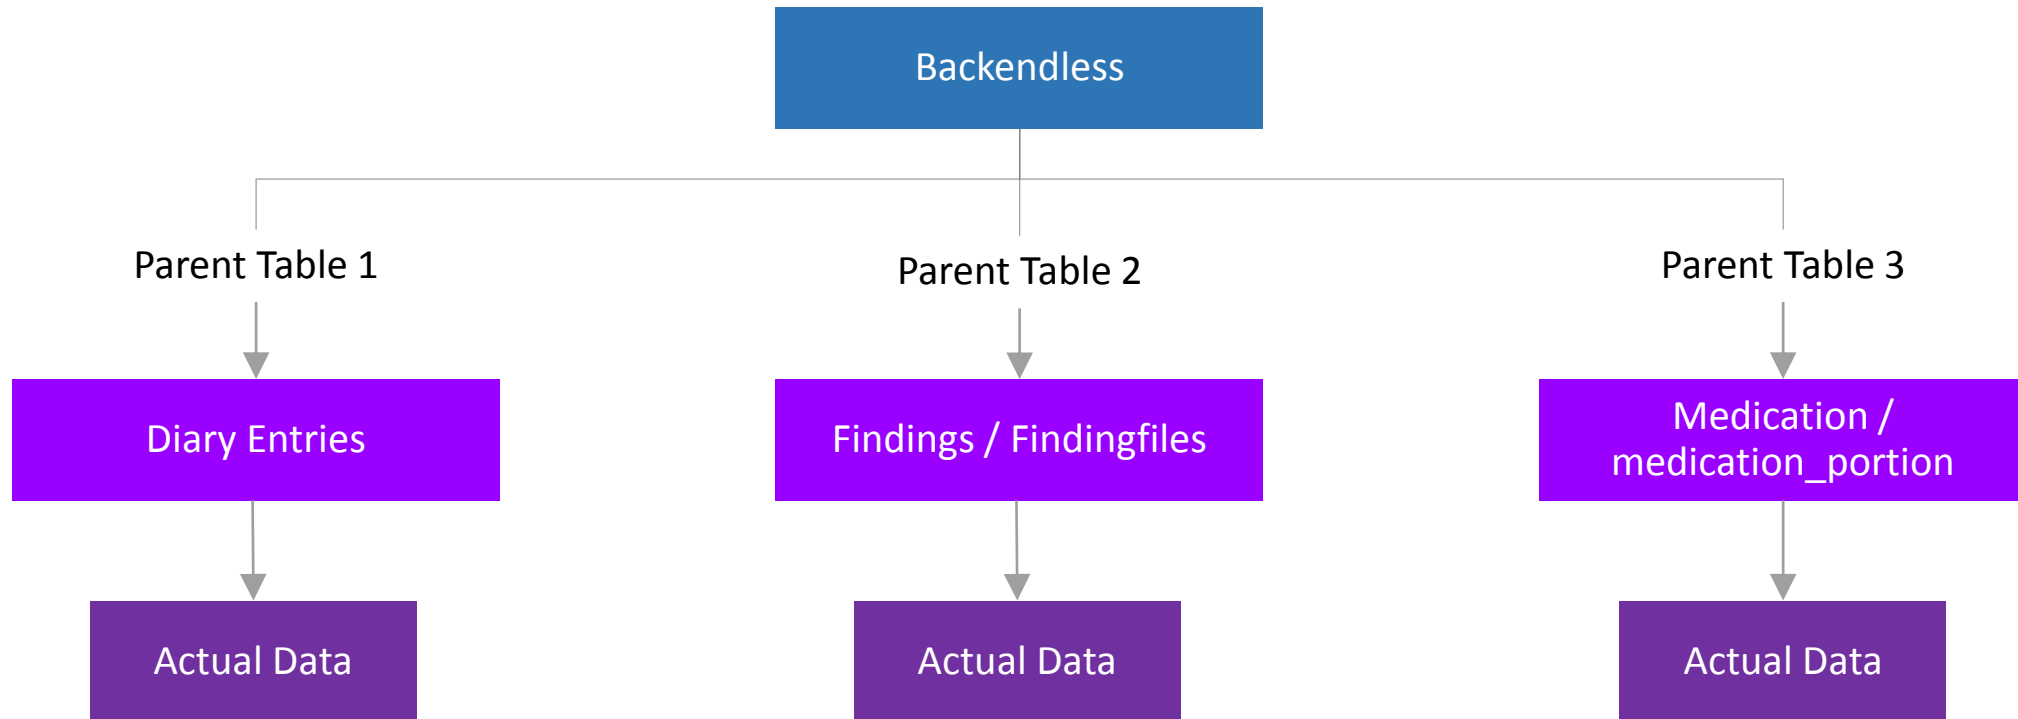 Backendless
Parent Table 1
Parent Table 2
Parent Table 3
Diary Entries
Findings / Findingfiles
Medication /
medication_portion
Actual Data
Actual Data
Actual Data